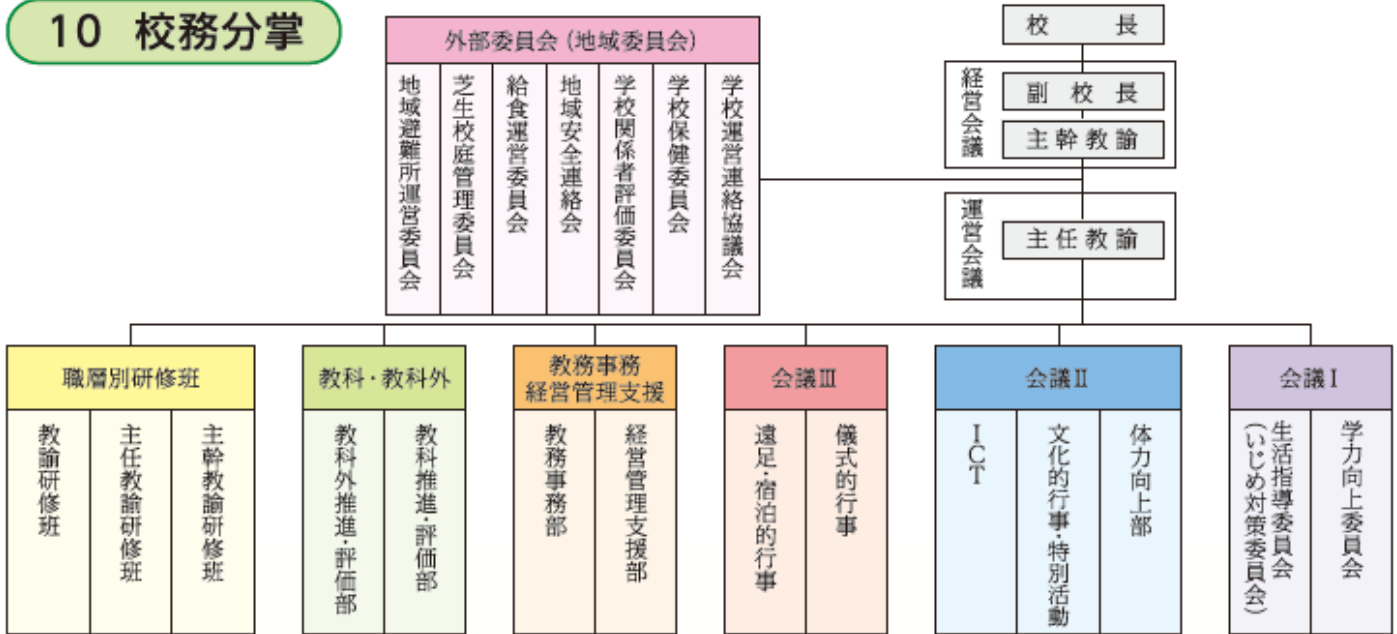 10 校務分掌
外部委員会(地域委員会)
学校運営連絡協議会
学校保健委員会
学校関係者評価委員会
地域安全連絡会
給食運営委員会
芝生校庭管理委員会
地域避難所運営委員会
校長
経営会議
副校長
主幹教諭
運営会議
主任教諭
会議Ⅰ
学力向上委員会
生活指導委員会
(いじめ対策委員会)
会議Ⅱ
体力向上部
文化的行事・特別活動
ICT
会議Ⅲ
儀式的行事
遠足・宿泊的行事
教務事務
経営管理支援
経営管理支援部
教務事務部
教科・教科外
教科推進・評価部
教科外推進・評価部
職層別研修班
主幹教諭研修班
主任教諭研修班
教諭研修班